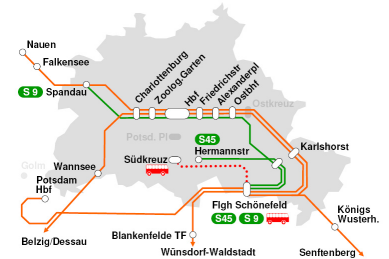 Nauen
Falkensee
S 9 Spandau
Charlottenburg
Zoolog.Garten
Hbf
Friedrichstr
Alexanderpl
Ostbhf
Ostkreuz
Potsd. Pl
S45
Hermannstr
Südkreuz
Karlshorst
Golm
Wannsee
Potsdam
Hbf
Flgh Schönefeld
S45 S 9
Königs
Wusterh.
Blankenfelde TF
Belzig/Dessau
Wünsdorf-Waldstadt
Senftenberg